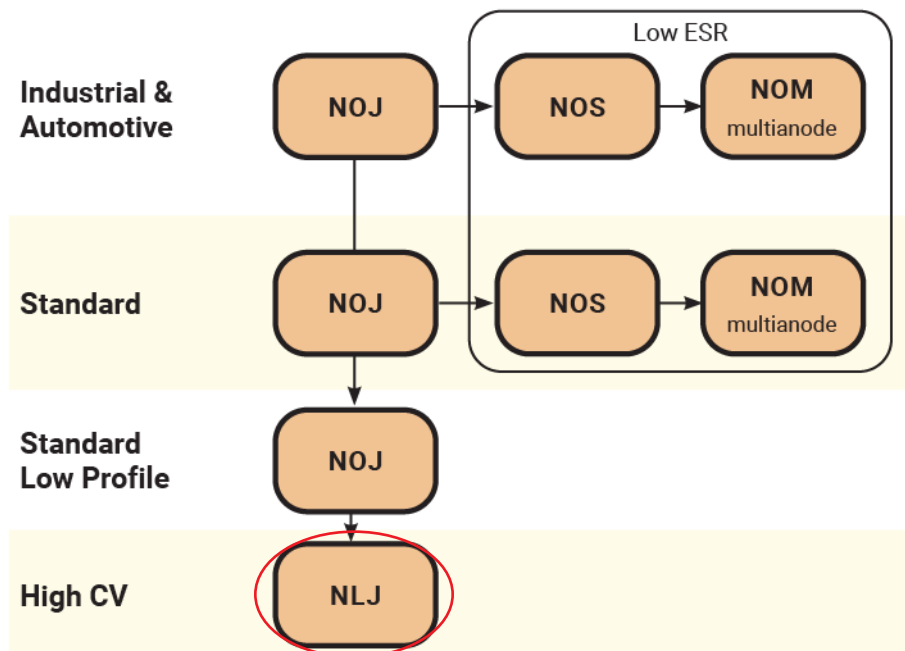 Low ESR
Industrial &
Automotive
NOJ
NOS
NOM
multianode
Standard
NOJ
NOS
NOM
multianode
Standard
Low Profile
NOJ
High CV
NLJ